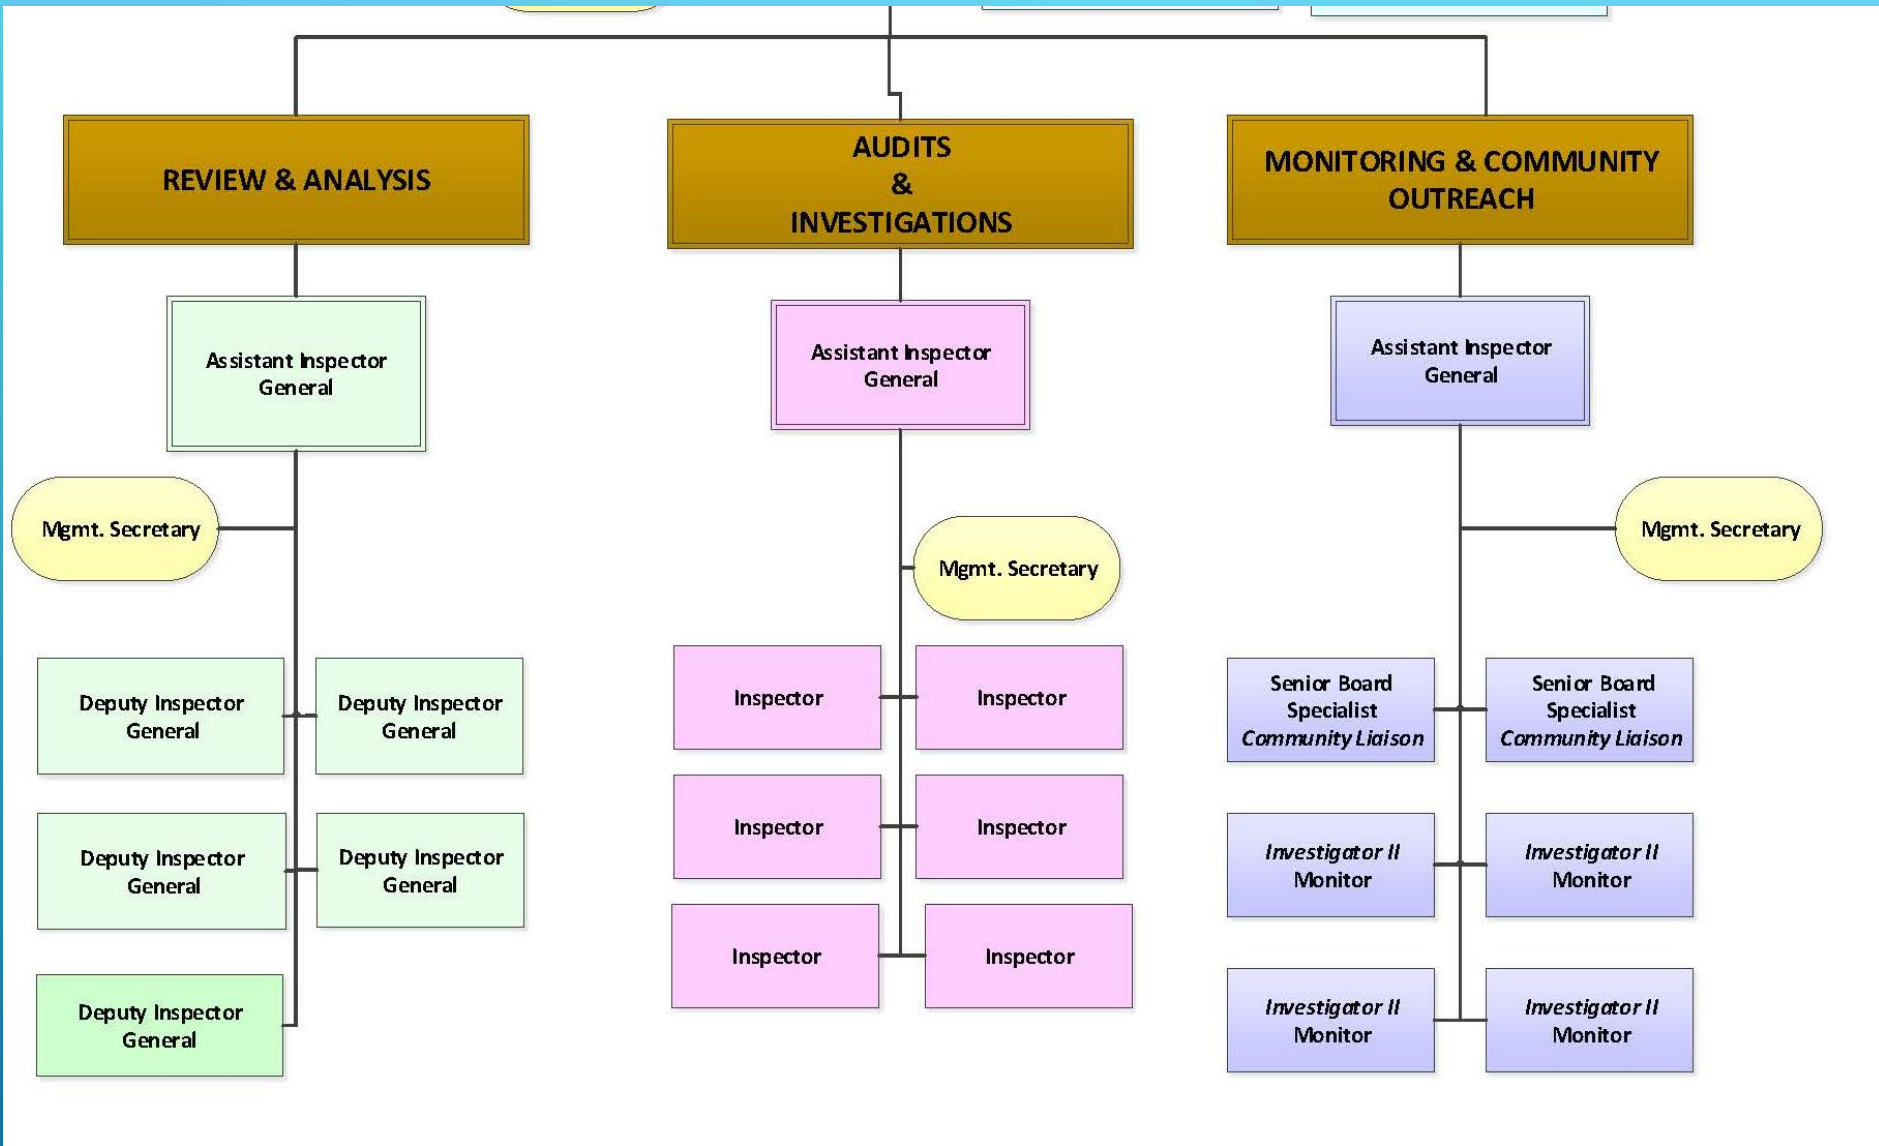 REVIEW & ANALYSIS
Assistant Inspector
General
Mgmt. Secretary
Deputy Inspector
General
Deputy Inspector
General
Deputy Inspector
General
Deputy Inspector
General
Deputy Inspector
General
AUDITS
&
INVESTIGATIONS
Assistant Inspector
General
Mgmt. Secretary
Inspector
Inspector
Inspector
Inspector
Inspector
Inspector
MONITORING & COMMUNITY
OUTREACH
Assistant Inspector
General
Mgmt. Secretary
Senior Board
Specialist
Community Liaison
Senior Board
Specialist
Community Liaison
Investigator II
Monitor
Investigator II
Monitor
Investigator II
Monitor
Investigator II
Monitor